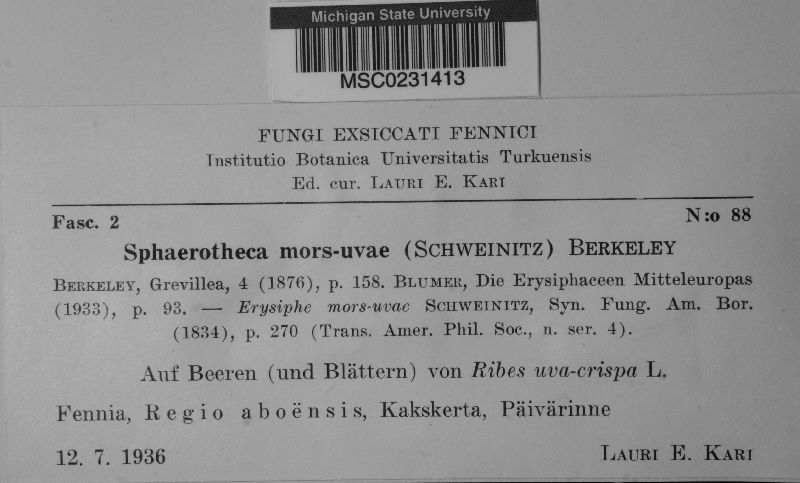 Michigan State University
MSC0231413
FUNGI EXSICCATI FENNICI
Institutio Botanica Universitatis Turkuensis
Ed. cur. LAURI E. KARI
Fasc. 2 N:o 88
Sphaerotheca mors-uvae (SCHWEINITZ) BERKELEY
BERKELEY, Grevillea, 4 (1876), p. 158. BLUMER, Die Erysiphaceen Mitteleuropas
(1933), p. 93. — Erysiphe mors-uvae SCHWEINITZ, Syn. Fung. Am. Bor.
(1834), p. 270 (Trans. Amer. Phil. Soc., n. ser. 4).
Auf Beeren (und Blättern) von Ribes uva-crispa L.
Fennia, Regio aboënsis, Kakskerta, Päivärinne
12. 7. 1936 LAURI E. KARI